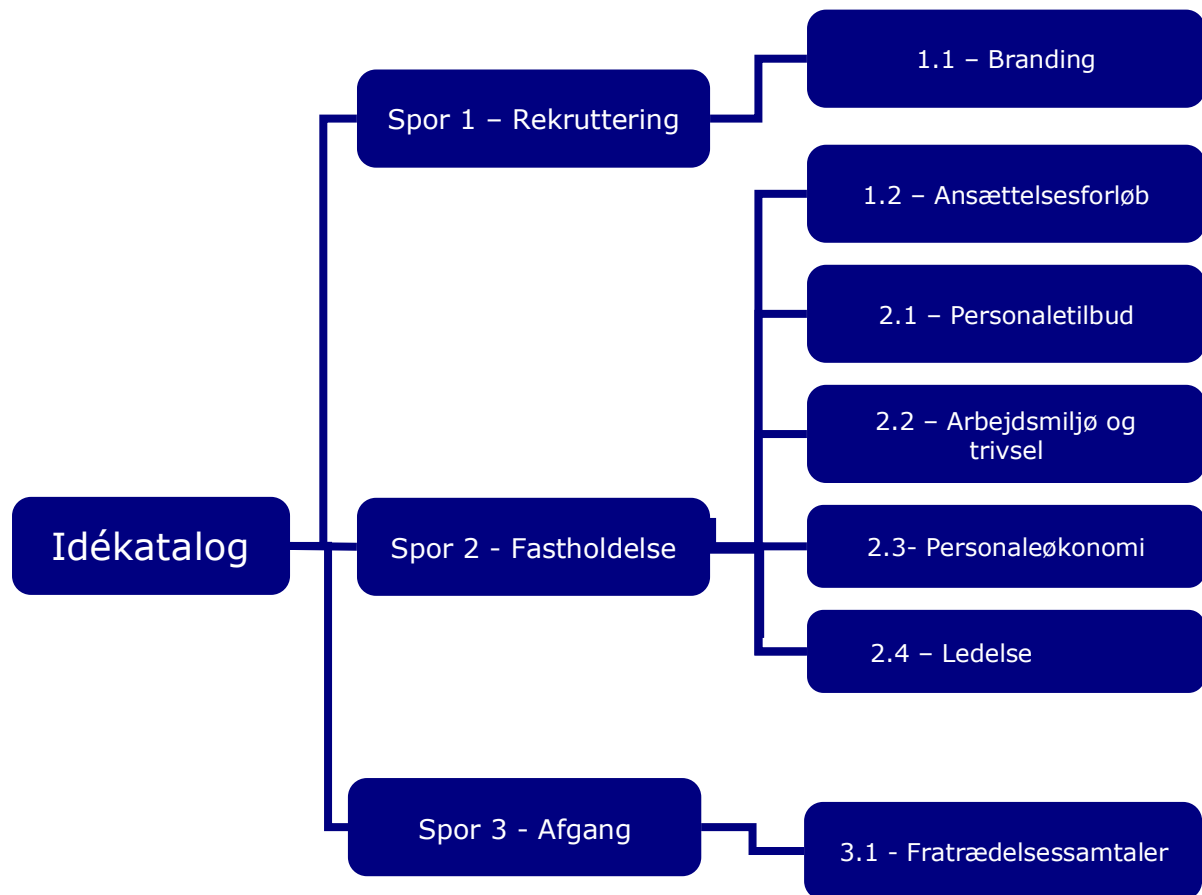 Idékatalog
Spor 1 – Rekruttering
1.1 – Branding
Spor 2 - Fastholdelse
1.2 – Ansættelsesforløb
2.1 – Personaletilbud
2.2 – Arbejdsmiljø og
trivsel
2.3- Personaleøkonomi
2.4 – Ledelse
Spor 3 - Afgang
3.1 - Fratrædelsessamtaler